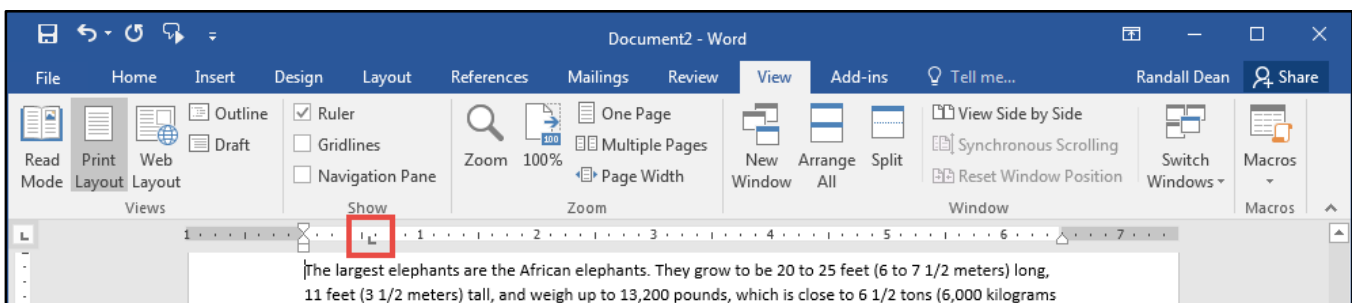 Document2 - Word
File Home Insert Design Layout References Mailings Review View Add-ins Tell me... Randall Dean Share
Outline Ruler One Page View Side by Side
Draft Gridlines Multiple Pages Synchronous Scrolling
Read Print Web Navigation Pane Zoom 100% Page Width New Arrange Split Reset Window Position Switch Macros
Mode Layout Layout Window All Windows
Views Show Zoom Window Macros
1 1 2 3 4 5 6 7
The largest elephants are the African elephants. They grow to be 20 to 25 feet (6 to 7 1/2 meters) long,
11 feet (3 1/2 meters) tall, and weigh up to 13,200 pounds, which is close to 6 1/2 tons (6,000 kilograms